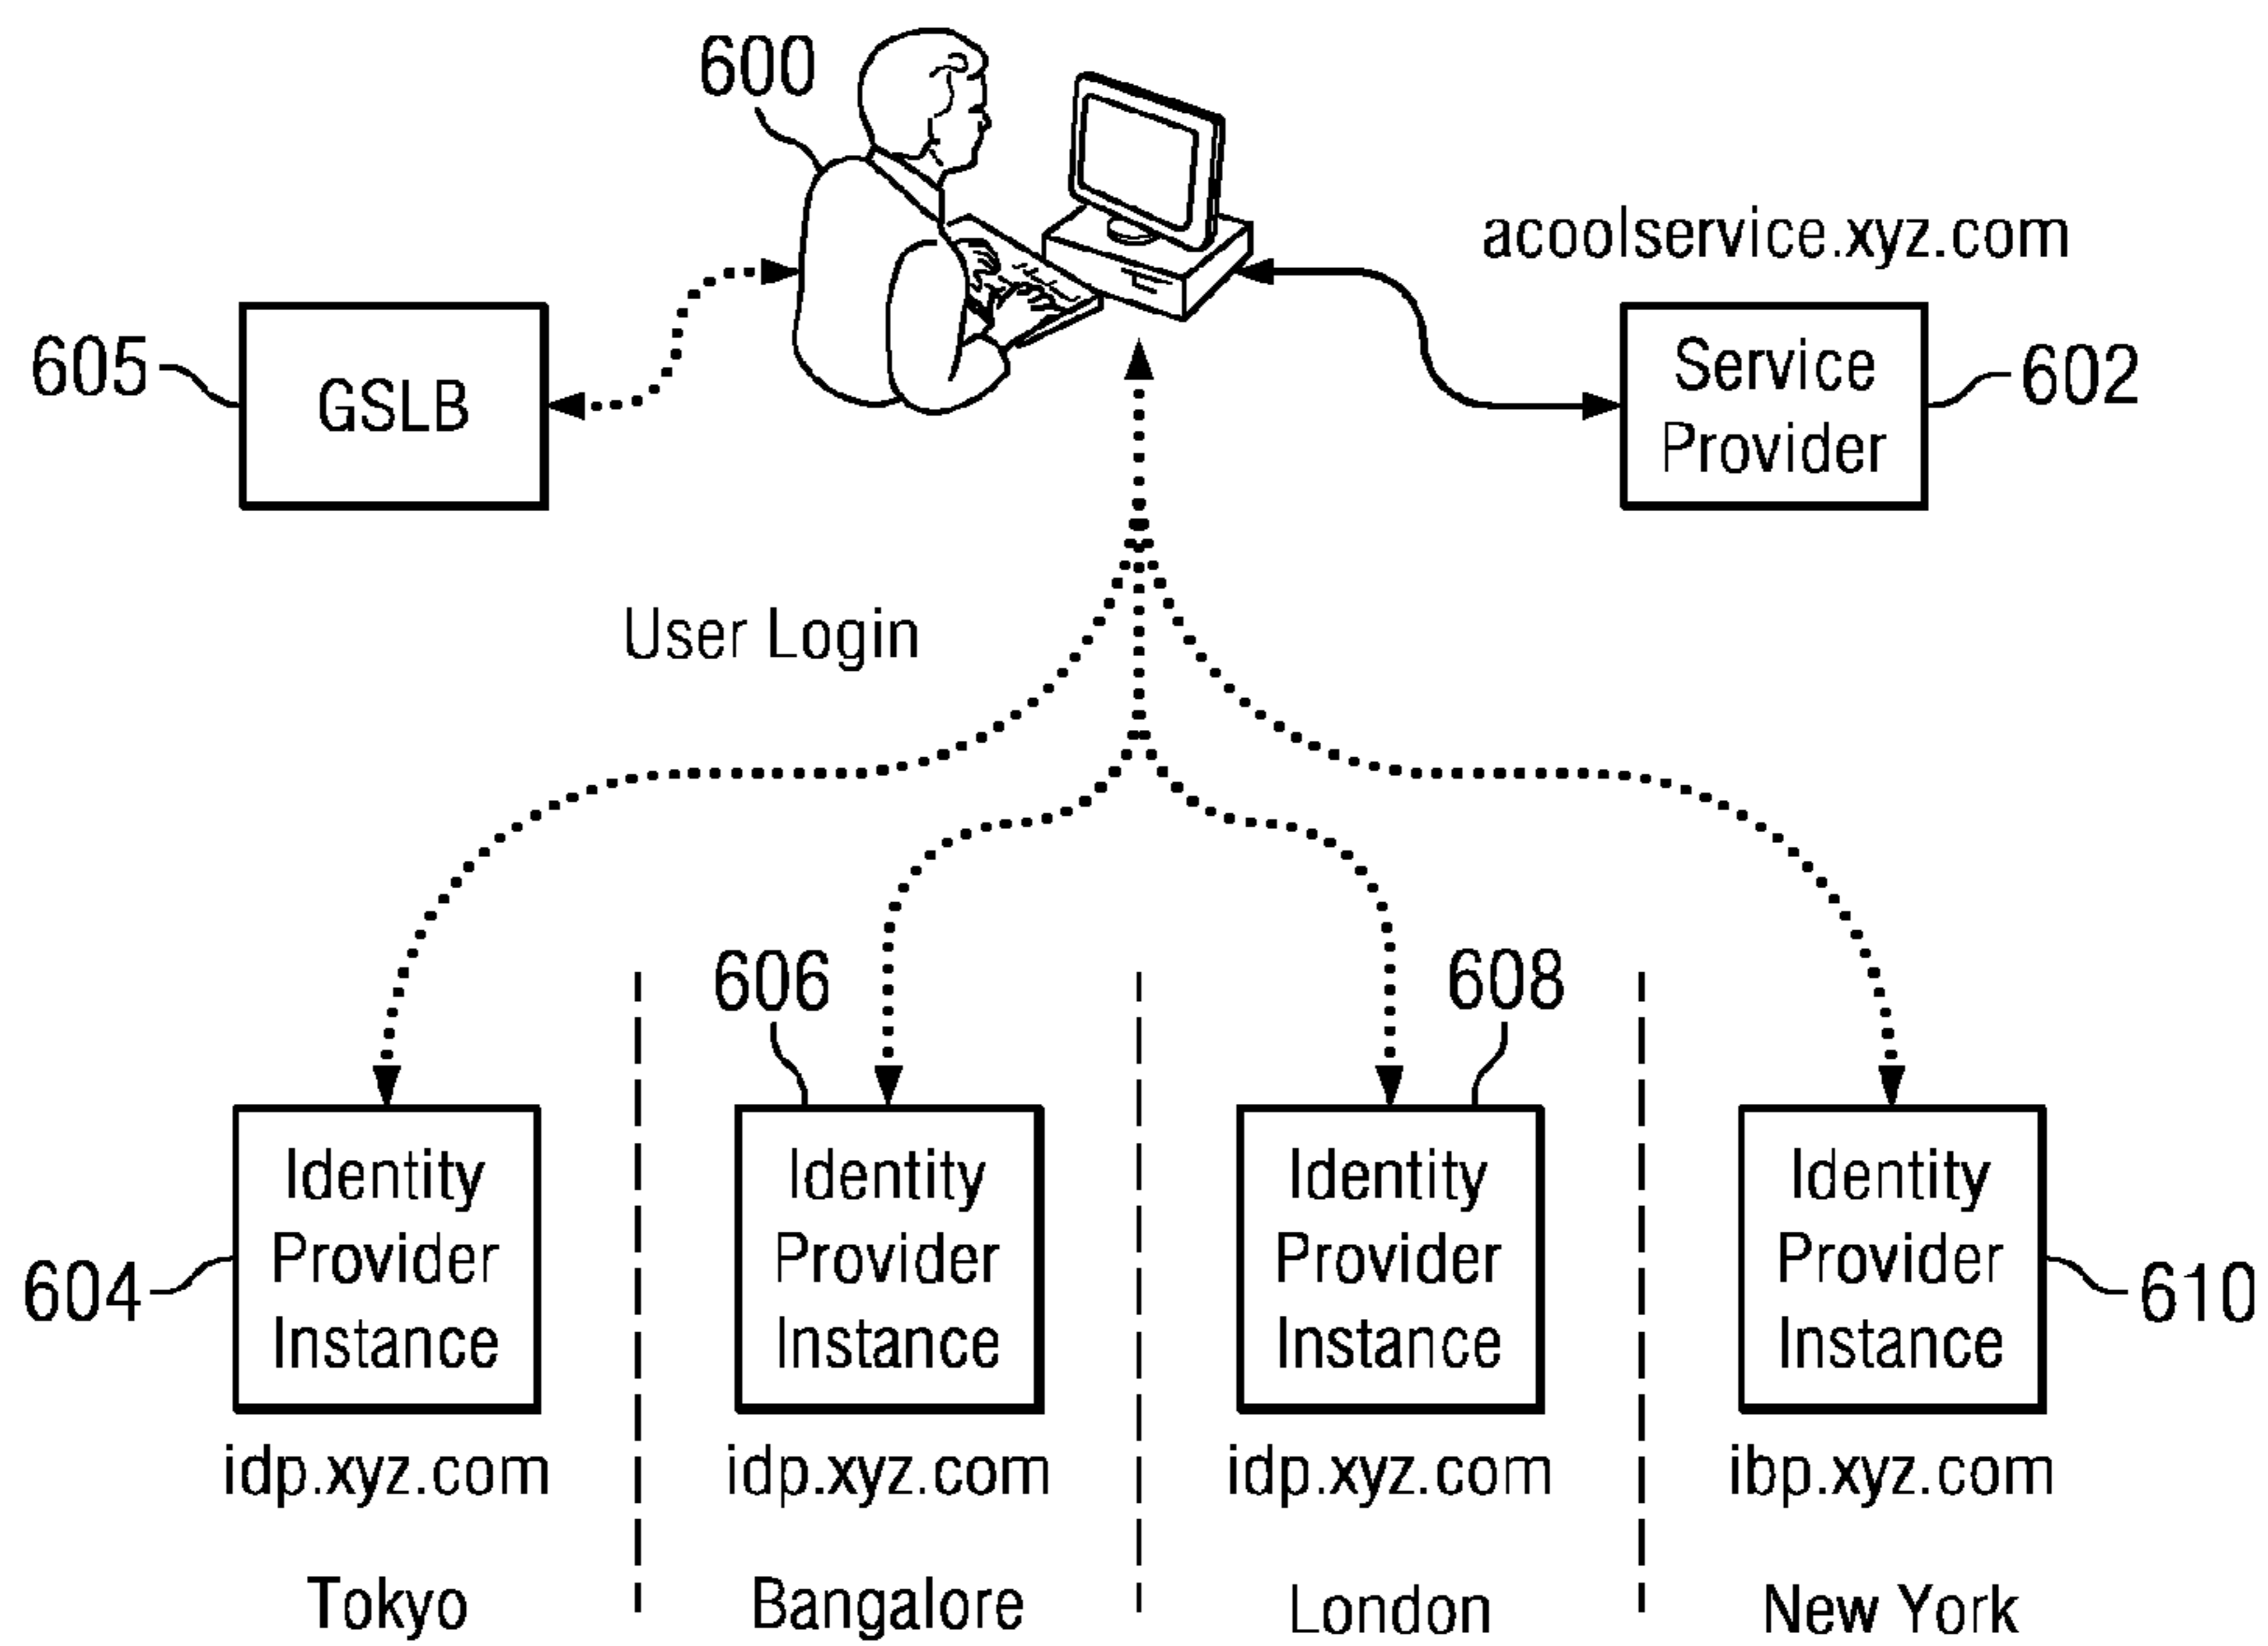 600
acoolservice.xyz.com
605
GSLB
Service
Provider
602
User Login
606
608
Identity
Provider
Instance
604
idp.xyz.com
Tokyo
Identity
Provider
Instance
idp.xyz.com
Bangalore
Identity
Provider
Instance
idp.xyz.com
London
Identity
Provider
Instance
610
ibp.xyz.com
New York